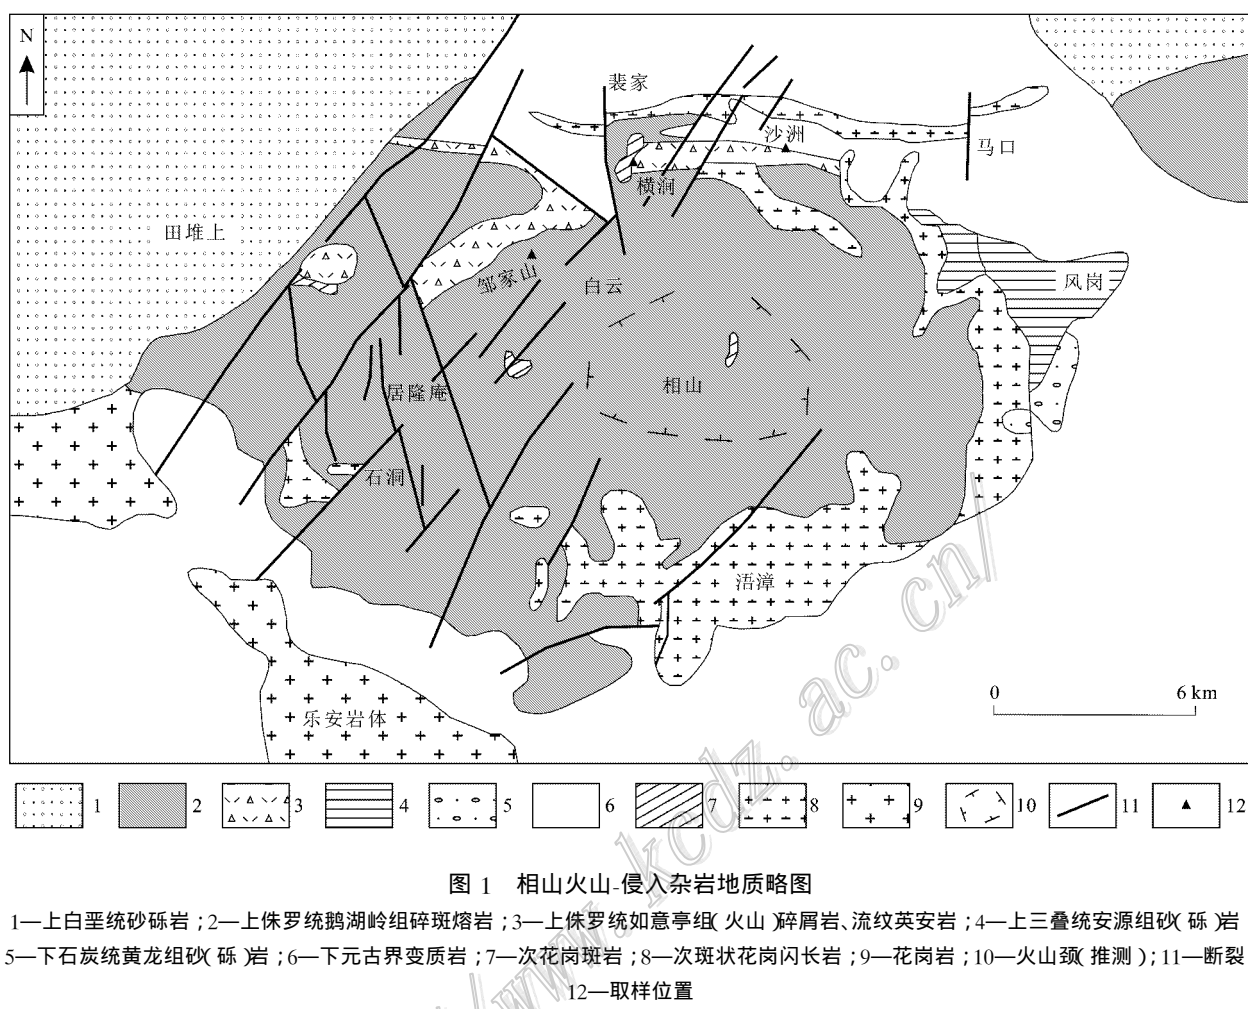 N
裴家
沙洲
马口
横涧
田堆上
邹家山
白云
风岗
居隆庵
相山
石洞
浯漳
乐安岩体
0 6 km
1 2 3 4 5 6 7 8 9 10 11 12
图 1 相山火山-侵入杂岩地质略图
1—上白垩统砂砾岩；2—上侏罗统鹅湖岭组碎斑熔岩；3—上侏罗统如意亭组（火山）碎屑岩、流纹英安岩；4—上三叠统安源组砂（砾）岩
5—下石炭统黄龙组砂（砾）岩；6—下元古界变质岩；7—次花岗斑岩；8—次斑状花岗闪长岩；9—花岗岩；10—火山颈（推测）；11—断裂
12—取样位置
www.kcdz.ac.cn/